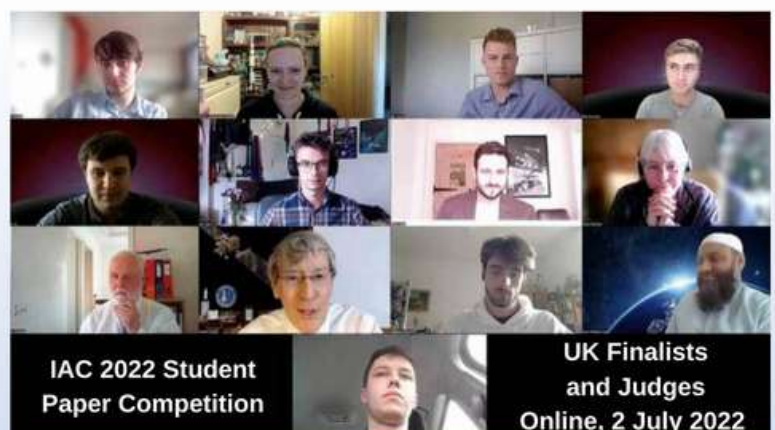 IAC 2022 Student
Paper Competition
UK Finalists
and Judges
Online, 2 July 2022